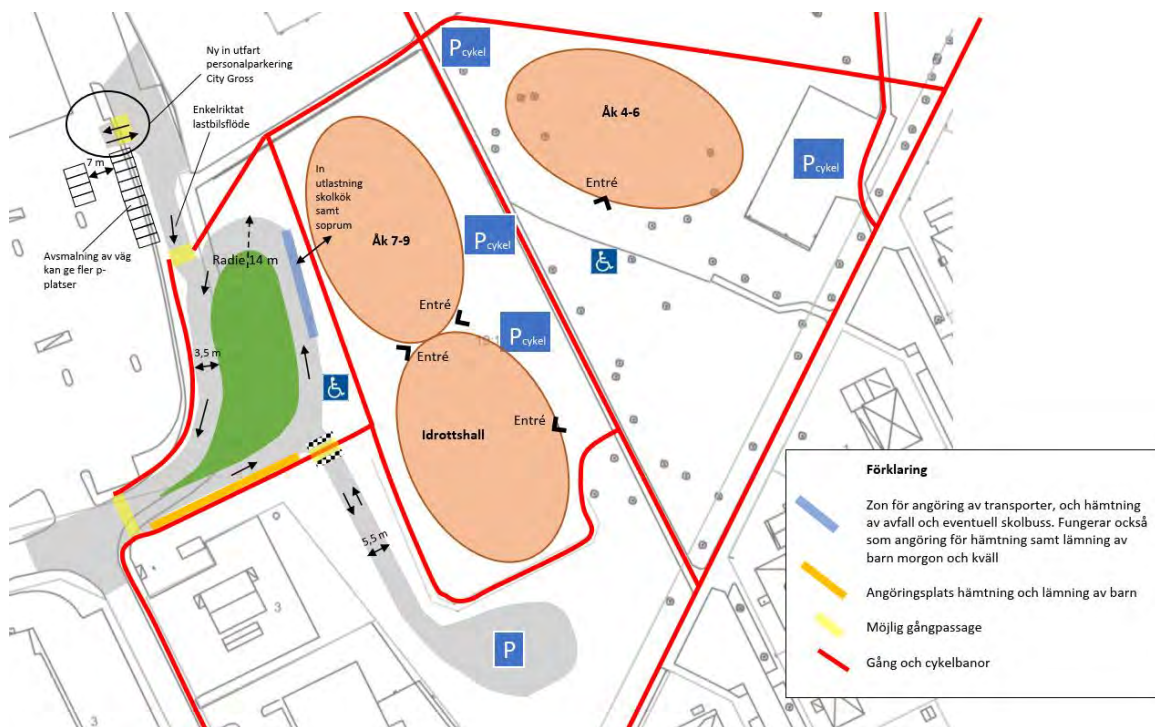 Ny in utfart
personalparkering
City Gross
Enkelriktat
lastbilsflöde
7 m
Avsmalning av väg
kan ge fler p-
platser
Radie 14 m
3,5 m
In
utlastning
skolkök
samt
soprum
Åk 7-9
Entré
Entré
Idrottshall
Entré
P cykel
Åk 4-6
Entré
P cykel
P cykel
P cykel
5,5 m
P
3
3
Förklaring
Zon för angöring av transporter, och hämtning
av avfall och eventuell skolbuss. Fungerar också
som angöring för hämtning samt lämning av
barn morgon och kväll
Angöringsplats hämtning och lämning av barn
Möjlig gångpassage
Gång och cykelbanor